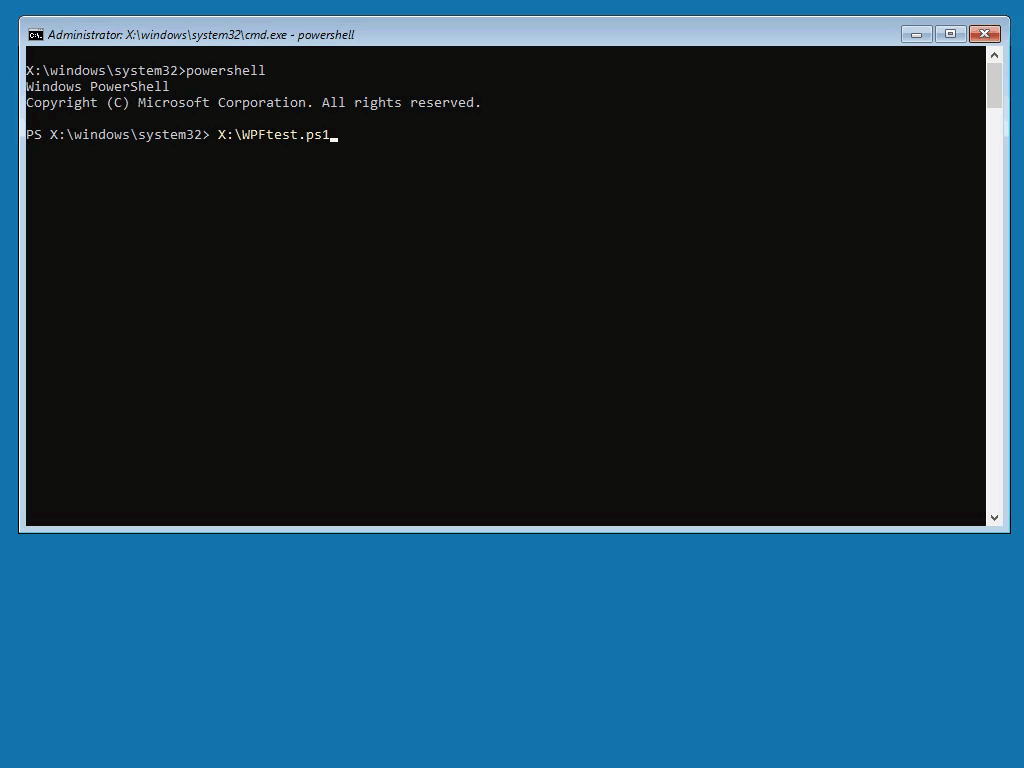 Administrator: X:\windows\system32\cmd.exe - powershell
X:\windows\system32>powershell
Windows PowerShell
Copyright (C) Microsoft Corporation. All rights reserved.
PS X:\windows\system32> X:\WPFtest.ps1